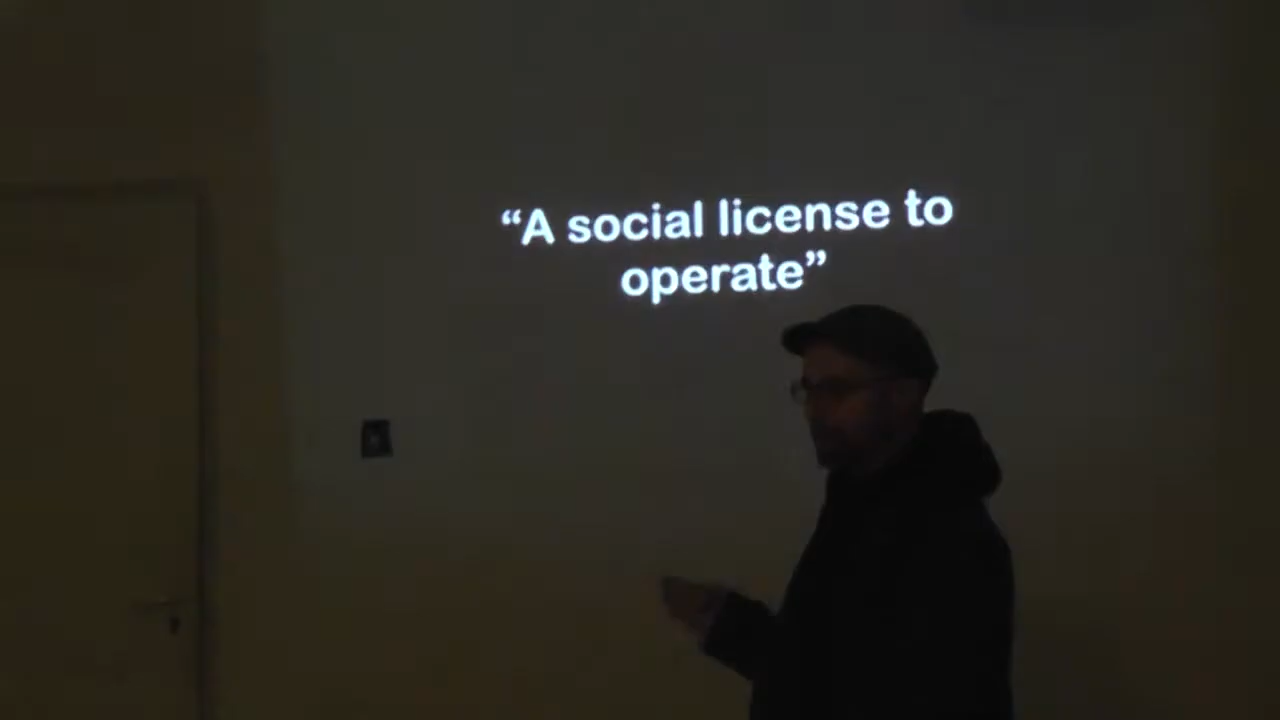 “A social license to
operate”